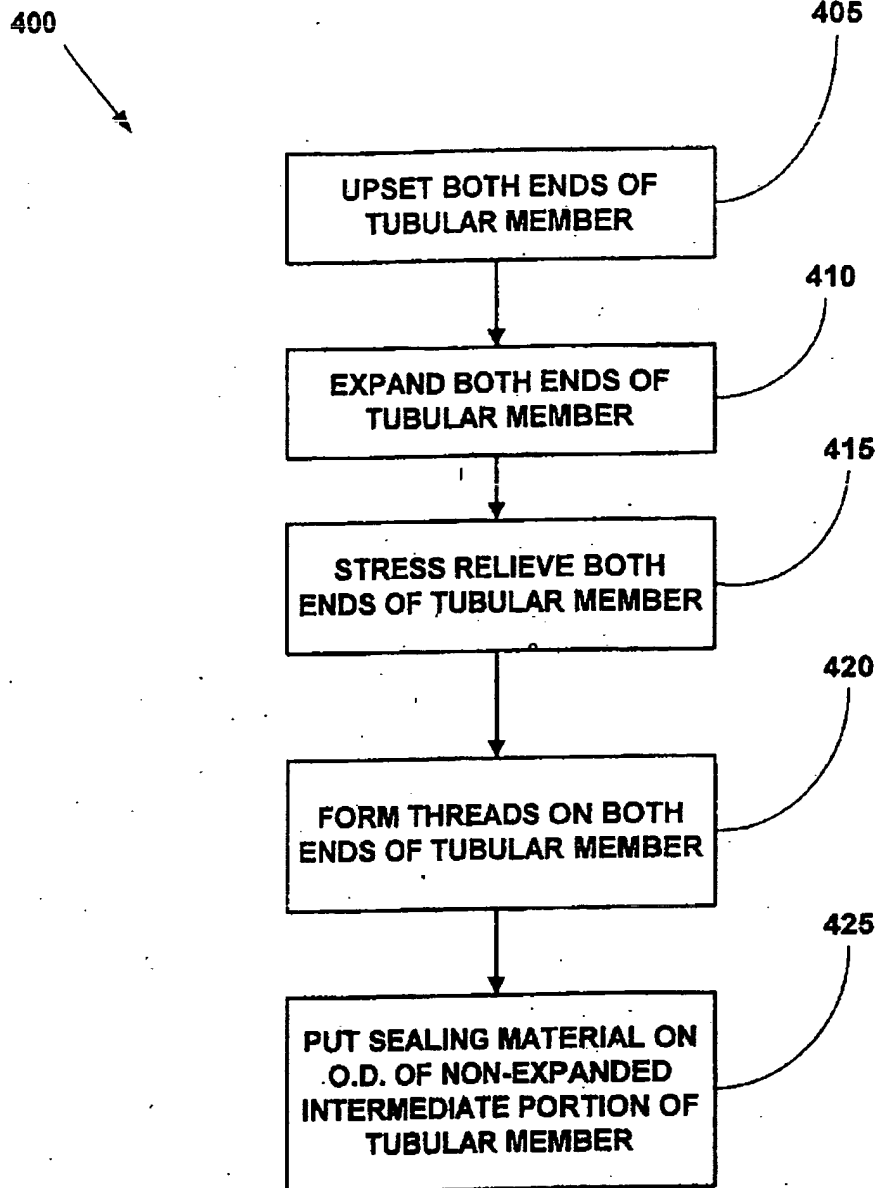 400
405
UPSET BOTH ENDS OF
TUBULAR MEMBER
410
EXPAND BOTH ENDS OF
TUBULAR MEMBER
415
STRESS RELIEVE BOTH
ENDS OF TUBULAR MEMBER
420
FORM THREADS ON BOTH
ENDS OF TUBULAR MEMBER
425
PUT SEALING MATERIAL ON
O.D. OF NON-EXPANDED
INTERMEDIATE PORTION OF
TUBULAR MEMBER